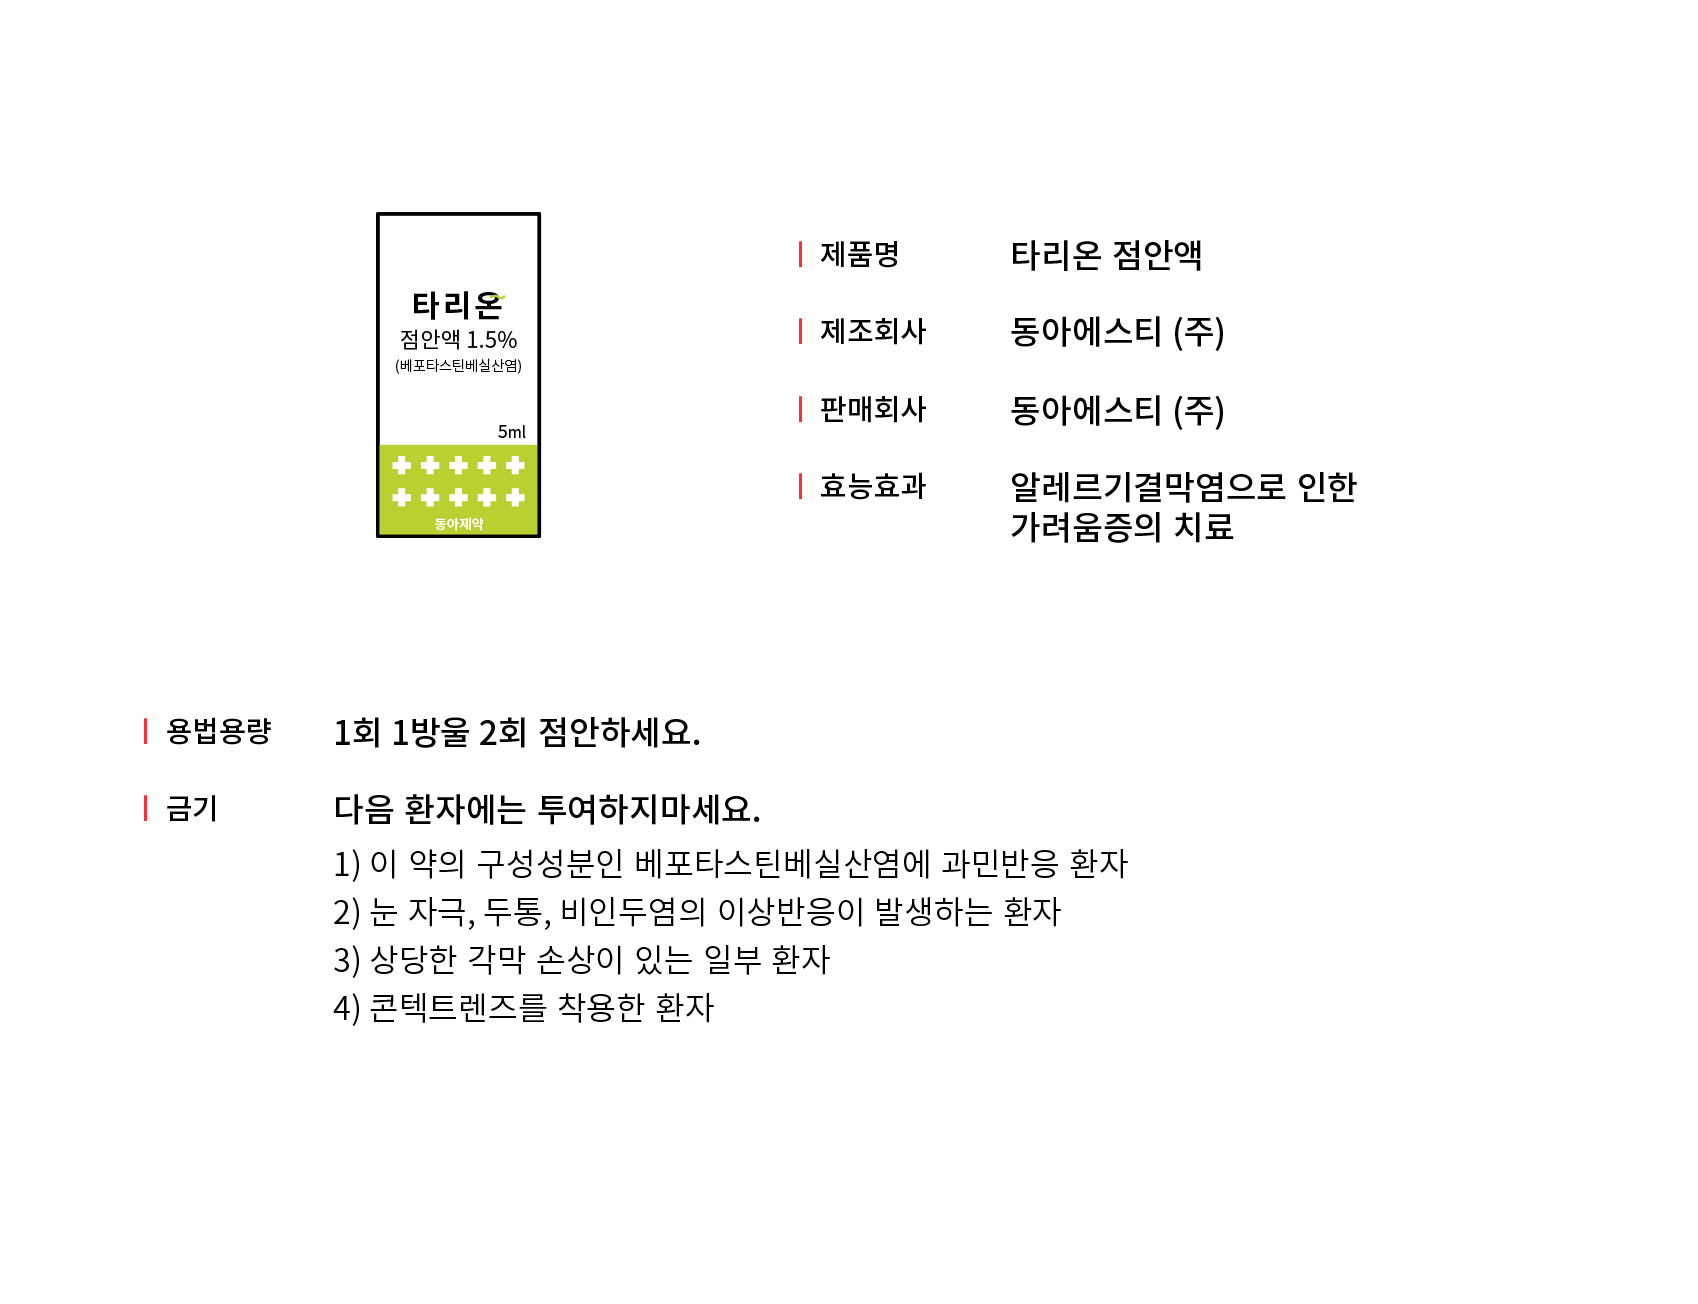 타리온
점안액 1.5%
(베포타스틴베실산염)
5ml
동아제약
제품명 타리온 점안액
제조회사 동아에스티 (주)
판매회사 동아에스티 (주)
효능효과 알레르기결막염으로 인한
가려움증의 치료
용법용량 1회 1방울 2회 점안하세요.
금기 다음 환자에는 투여하지마세요.
1) 이 약의 구성성분인 베포타스틴베실산염에 과민반응 환자
2) 눈 자극, 두통, 비인두염의 이상반응이 발생하는 환자
3) 상당한 각막 손상이 있는 일부 환자
4) 콘텍트렌즈를 착용한 환자